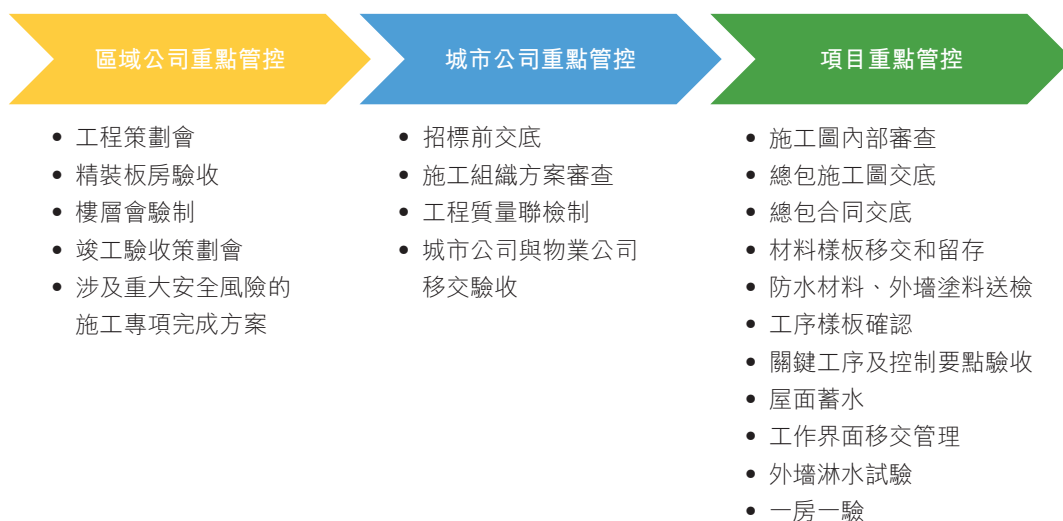 區域公司重點管控
城市公司重點管控
項目重點管控
• 工程策劃會
• 精裝板房驗收
• 樓層會驗制
• 竣工驗收策劃會
• 涉及重大安全風險的
施工專項完成方案
• 招標前交底
• 施工組織方案審查
• 工程質量聯檢制
• 城市公司與物業公司
移交驗收
• 施工圖內部審查
• 總包施工圖交底
• 總包合同交底
• 材料樣板移交和留存
• 防水材料、外墻塗料送檢
• 工序樣板確認
• 關鍵工序及控制要點驗收
• 屋面蓄水
• 工作界面移交管理
• 外墻淋水試驗
• 一房一驗